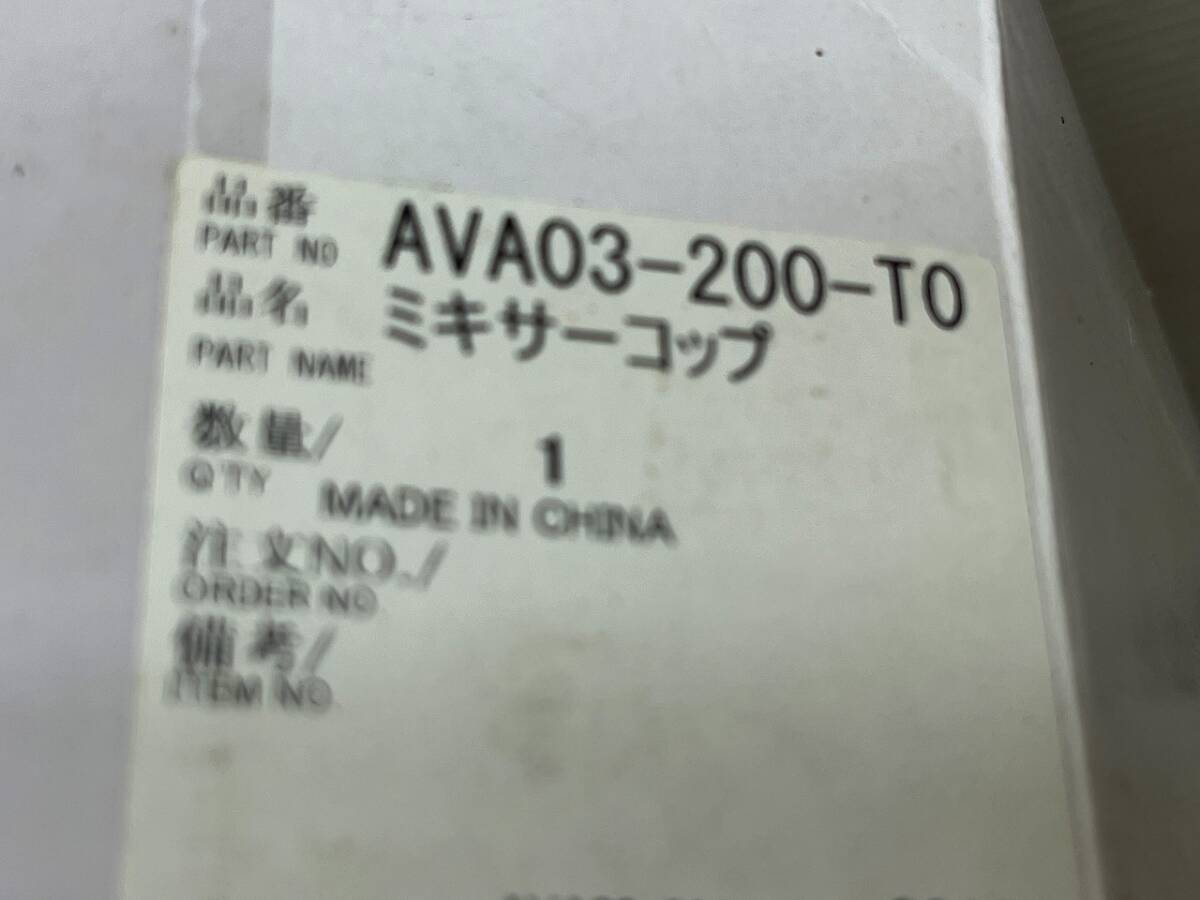 品番 AVA03-200-T0
PART NO
品名 ミキサーコップ
PART NAME
数量/ 1
Q'TY
MADE IN CHINA
注文NO./
ORDER NO
備考/
ITEM NO